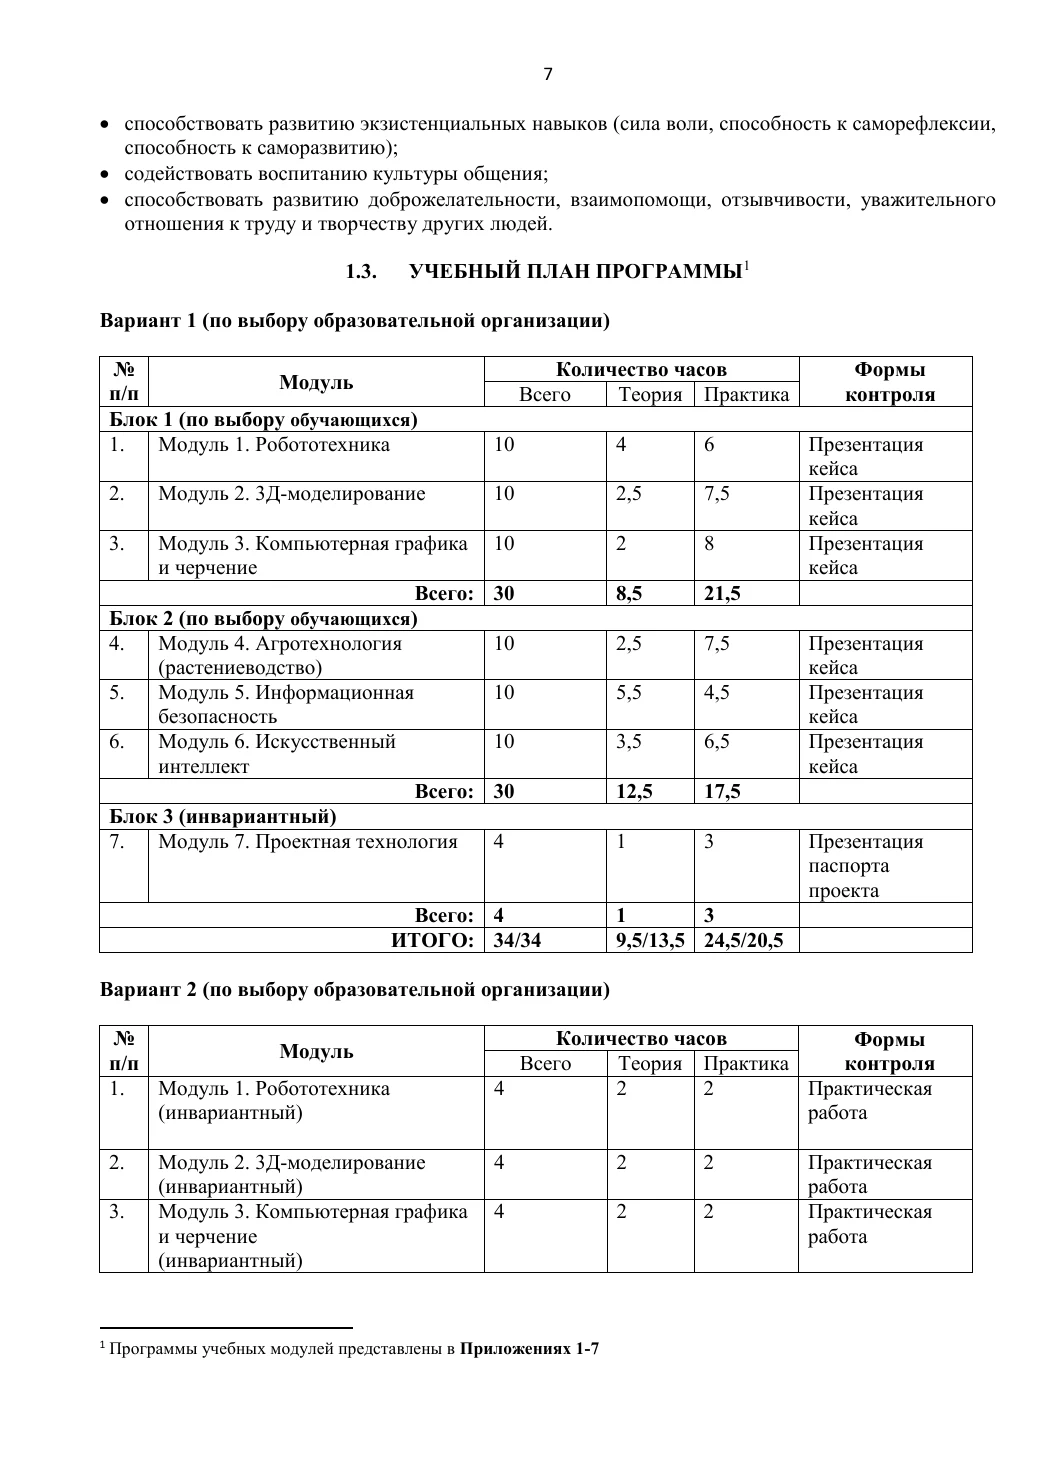 7
• способствовать развитию экзистенциальных навыков (сила воли, способность к саморефлексии,
способность к саморазвитию);
• содействовать воспитанию культуры общения;
• способствовать развитию доброжелательности, взаимопомощи, отзывчивости, уважительного
отношения к труду и творчеству других людей.
1.3. УЧЕБНЫЙ ПЛАН ПРОГРАММЫ¹
Вариант 1 (по выбору образовательной организации)
№ Количество часов Формы
п/п Модуль Всего Теория Практика контроля
Блок 1 (по выбору обучающихся)
1. Модуль 1. Робототехника 10 4 6 Презентация
кейса
2. Модуль 2. 3Д-моделирование 10 2,5 7,5 Презентация
кейса
3. Модуль 3. Компьютерная графика 10 2 8 Презентация
и черчение кейса
Всего: 30 8,5 21,5
Блок 2 (по выбору обучающихся)
4. Модуль 4. Агротехнология 10 2,5 7,5 Презентация
(растениеводство) кейса
5. Модуль 5. Информационная 10 5,5 4,5 Презентация
безопасность кейса
6. Модуль 6. Искусственный 10 3,5 6,5 Презентация
интеллект кейса
Всего: 30 12,5 17,5
Блок 3 (инвариантный)
7. Модуль 7. Проектная технология 4 1 3 Презентация
паспорта
проекта
Всего: 4 1 3
ИТОГО: 34/34 9,5/13,5 24,5/20,5
Вариант 2 (по выбору образовательной организации)
№ Количество часов Формы
п/п Модуль Всего Теория Практика контроля
1. Модуль 1. Робототехника 4 2 2 Практическая
(инвариантный) работа
2. Модуль 2. 3Д-моделирование 4 2 2 Практическая
(инвариантный) работа
3. Модуль 3. Компьютерная графика 4 2 2 Практическая
и черчение работа
(инвариантный)
¹ Программы учебных модулей представлены в Приложениях 1-7